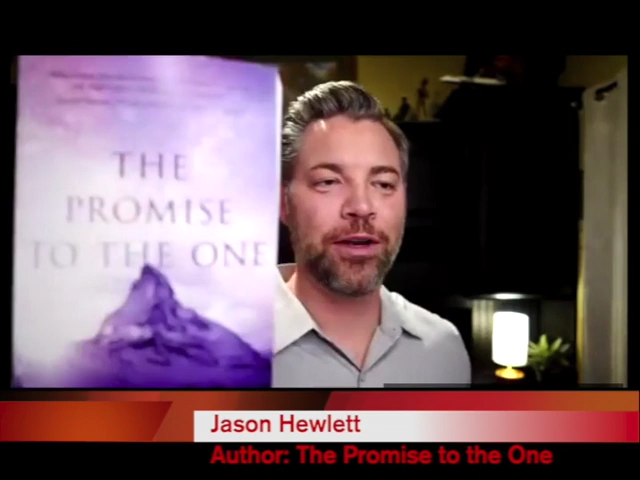 THE
PROMISE
TO THE ONE
Jason Hewlett
Author: The Promise to the One